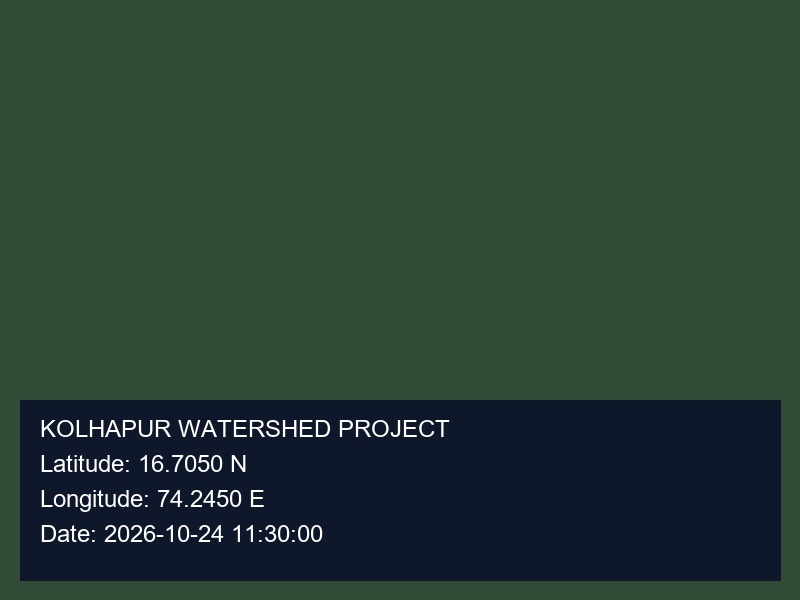 KOLHAPUR WATERSHED PROJECT
Latitude: 16.7050 N
Longitude: 74.2450 E
Date: 2026-10-24 11:30:00